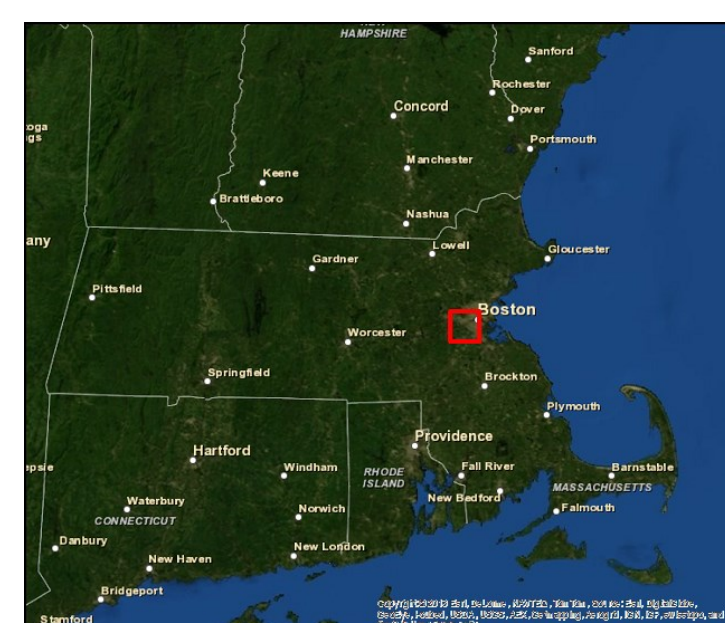 HAMPSHIRE
Sanford
Rochester
Concord
Dover
Portsmouth
Manchester
Keene
Brattleboro
Nashua
any
Lowell
Gloucester
Gardner
Pittsfield
Boston
Worcester
Springfield
Brockton
Plymouth
Providence
Hartford
epsie
Windham
RHODE
ISLAND
Fall River
Barnstable
MASSACHUSETTS
New Bedford
Waterbury
Norwich
Falmouth
CONNECTICUT
Danbury
New London
New Haven
Bridgeport
Stamford